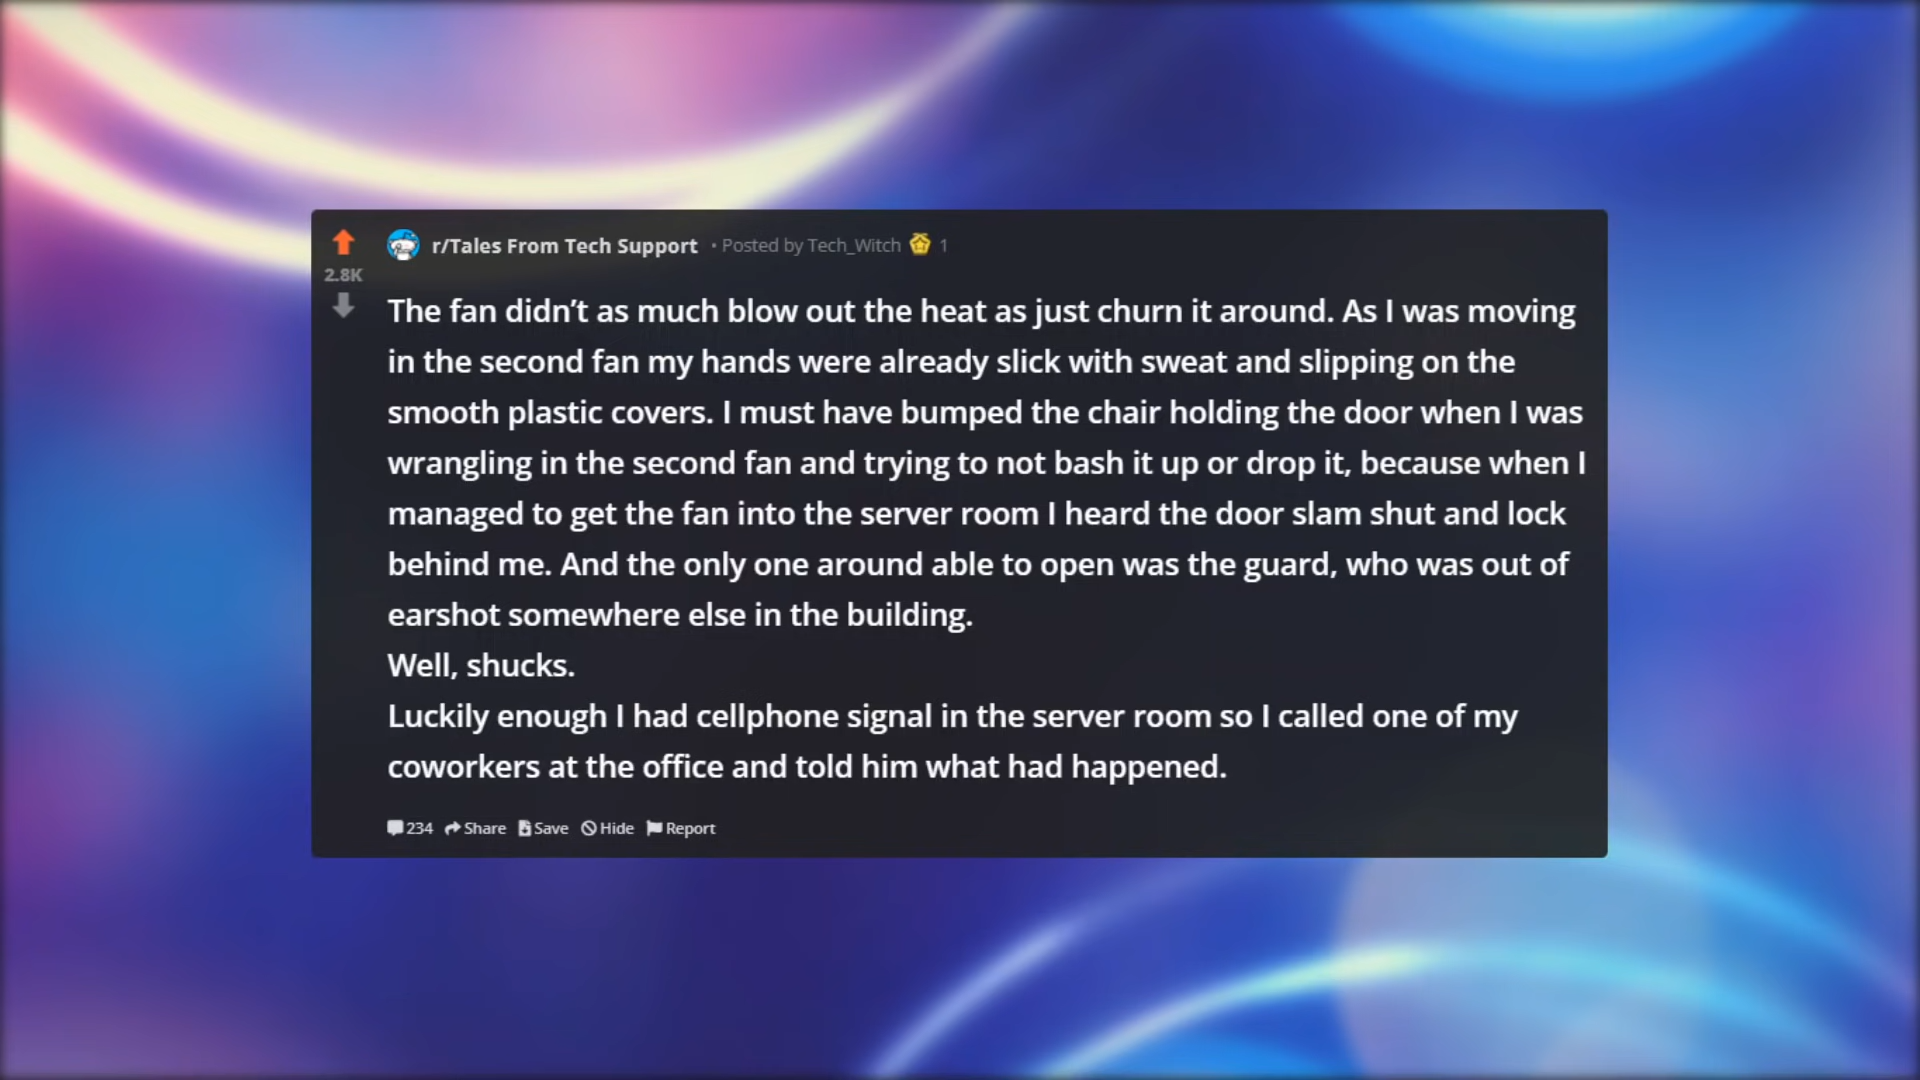 r/Tales From Tech Support • Posted by Tech_Witch 1
2.8K
The fan didn’t as much blow out the heat as just churn it around. As I was moving
in the second fan my hands were already slick with sweat and slipping on the
smooth plastic covers. I must have bumped the chair holding the door when I was
wrangling in the second fan and trying to not bash it up or drop it, because when I
managed to get the fan into the server room I heard the door slam shut and lock
behind me. And the only one around able to open was the guard, who was out of
earshot somewhere else in the building.
Well, shucks.
Luckily enough I had cellphone signal in the server room so I called one of my
coworkers at the office and told him what had happened.
234 Share Save Hide Report